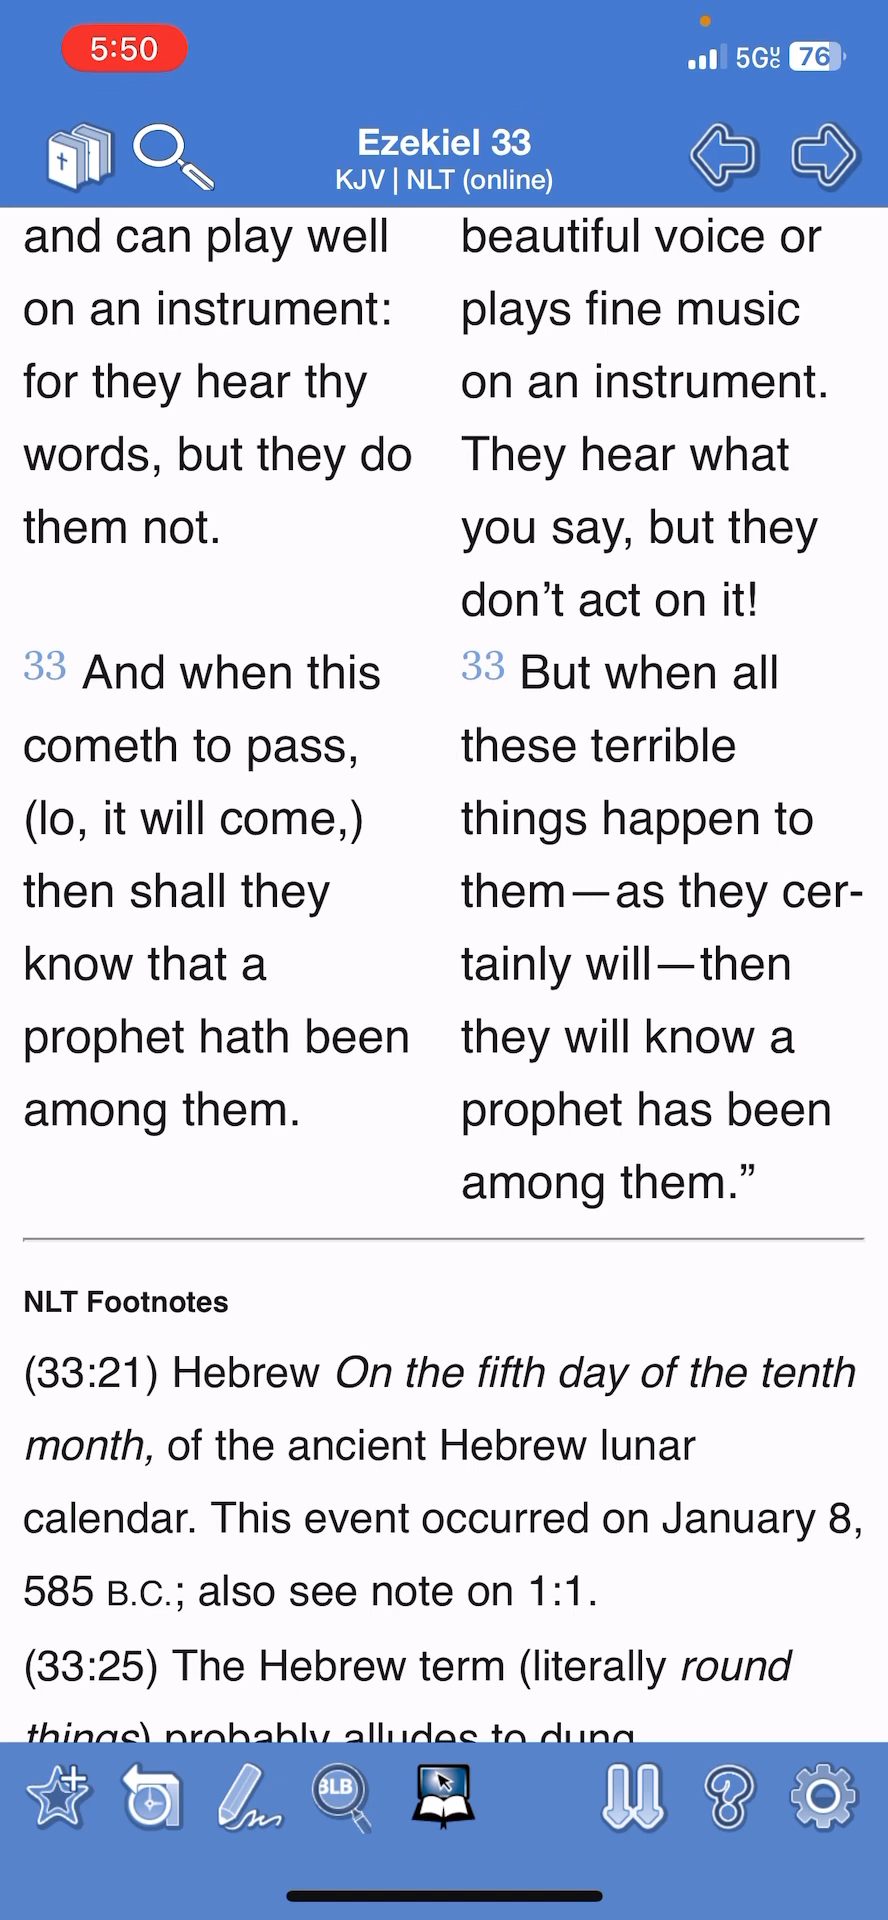 5:50
5G
76
Ezekiel 33
KJV | NLT (online)
and can play well
on an instrument:
for they hear thy
words, but they do
them not.
33 And when this
cometh to pass,
(lo, it will come,)
then shall they
know that a
prophet hath been
among them.
beautiful voice or
plays fine music
on an instrument.
They hear what
you say, but they
don’t act on it!
33 But when all
these terrible
things happen to
them—as they cer-
tainly will—then
they will know a
prophet has been
among them.”
NLT Footnotes
(33:21) Hebrew On the fifth day of the tenth
month, of the ancient Hebrew lunar
calendar. This event occurred on January 8,
585 B.C.; also see note on 1:1.
(33:25) The Hebrew term (literally round
things) probably alludes to dung.
BLB